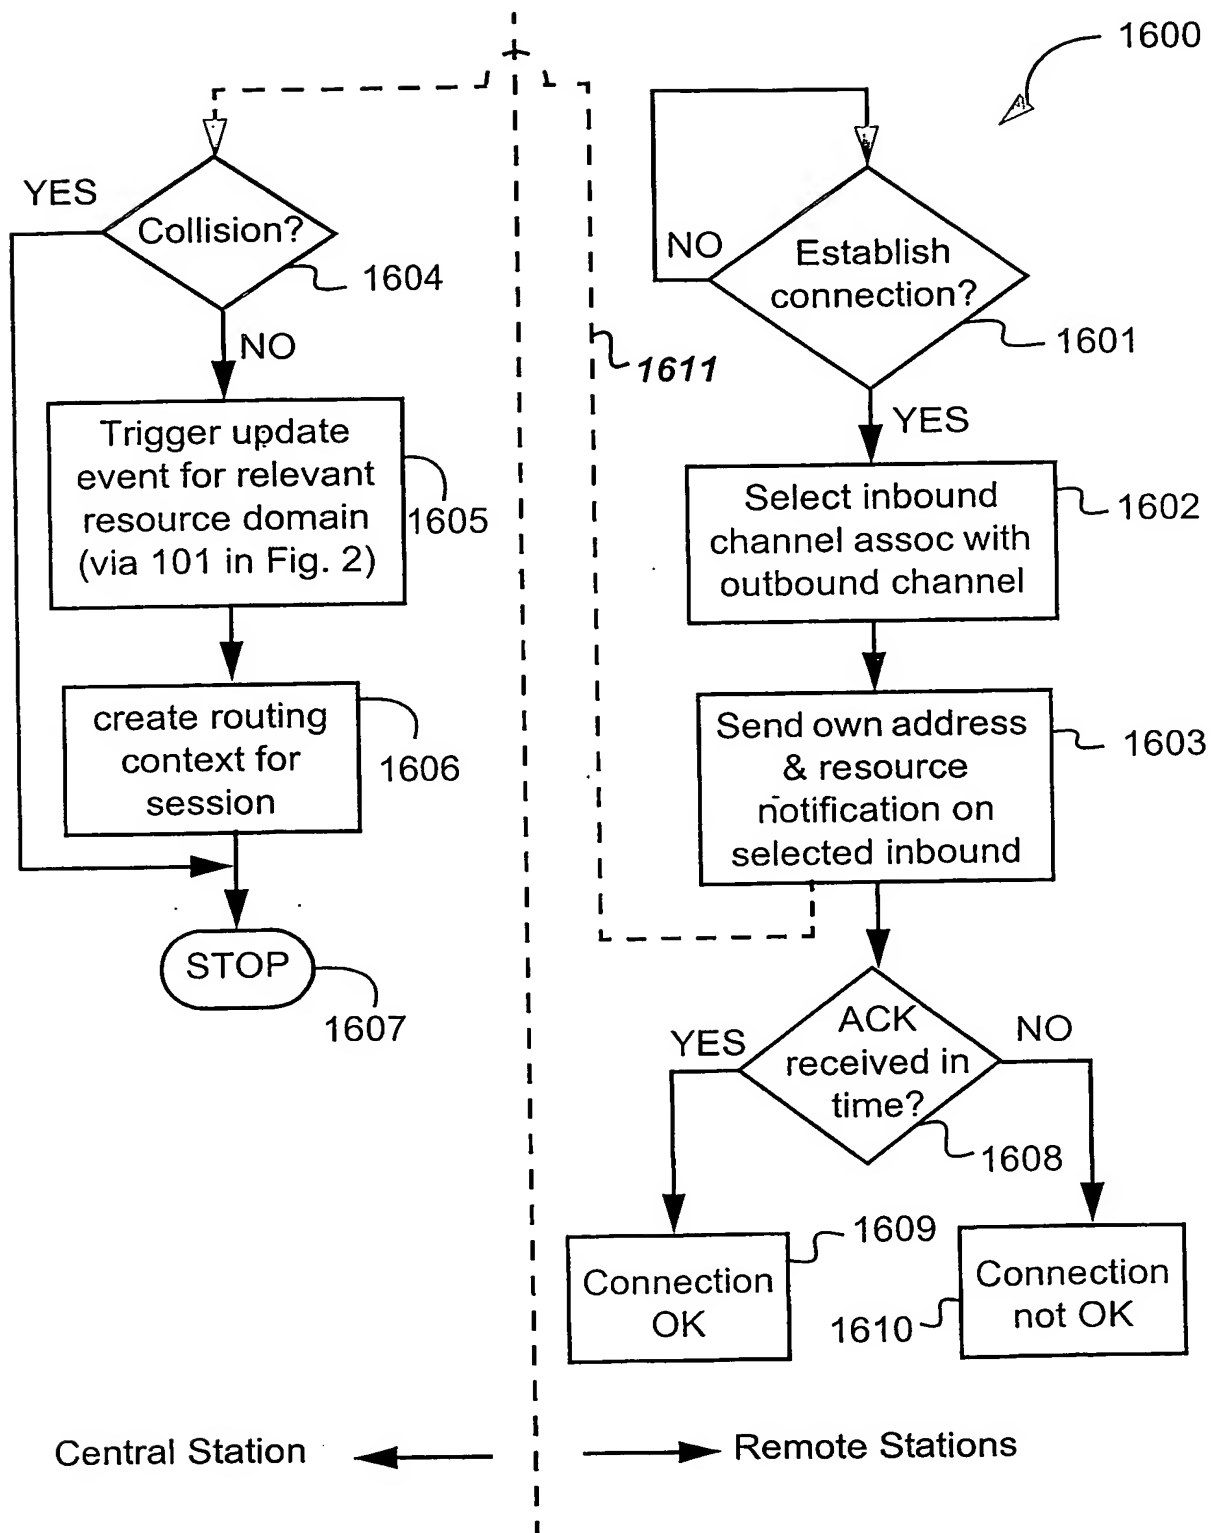 1600
YES
Collision?
1604
NO
Trigger update
event for relevant
resource domain
(via 101 in Fig. 2)
1605
create routing
context for
session
1606
STOP
1607
NO
Establish
connection?
1601
1611
YES
Select inbound
channel assoc with
outbound channel
1602
Send own address
& resource
notification on
selected inbound
1603
YES
ACK
received in
time?
NO
1608
1609
Connection
OK
Connection
not OK
1610
Central Station
Remote Stations